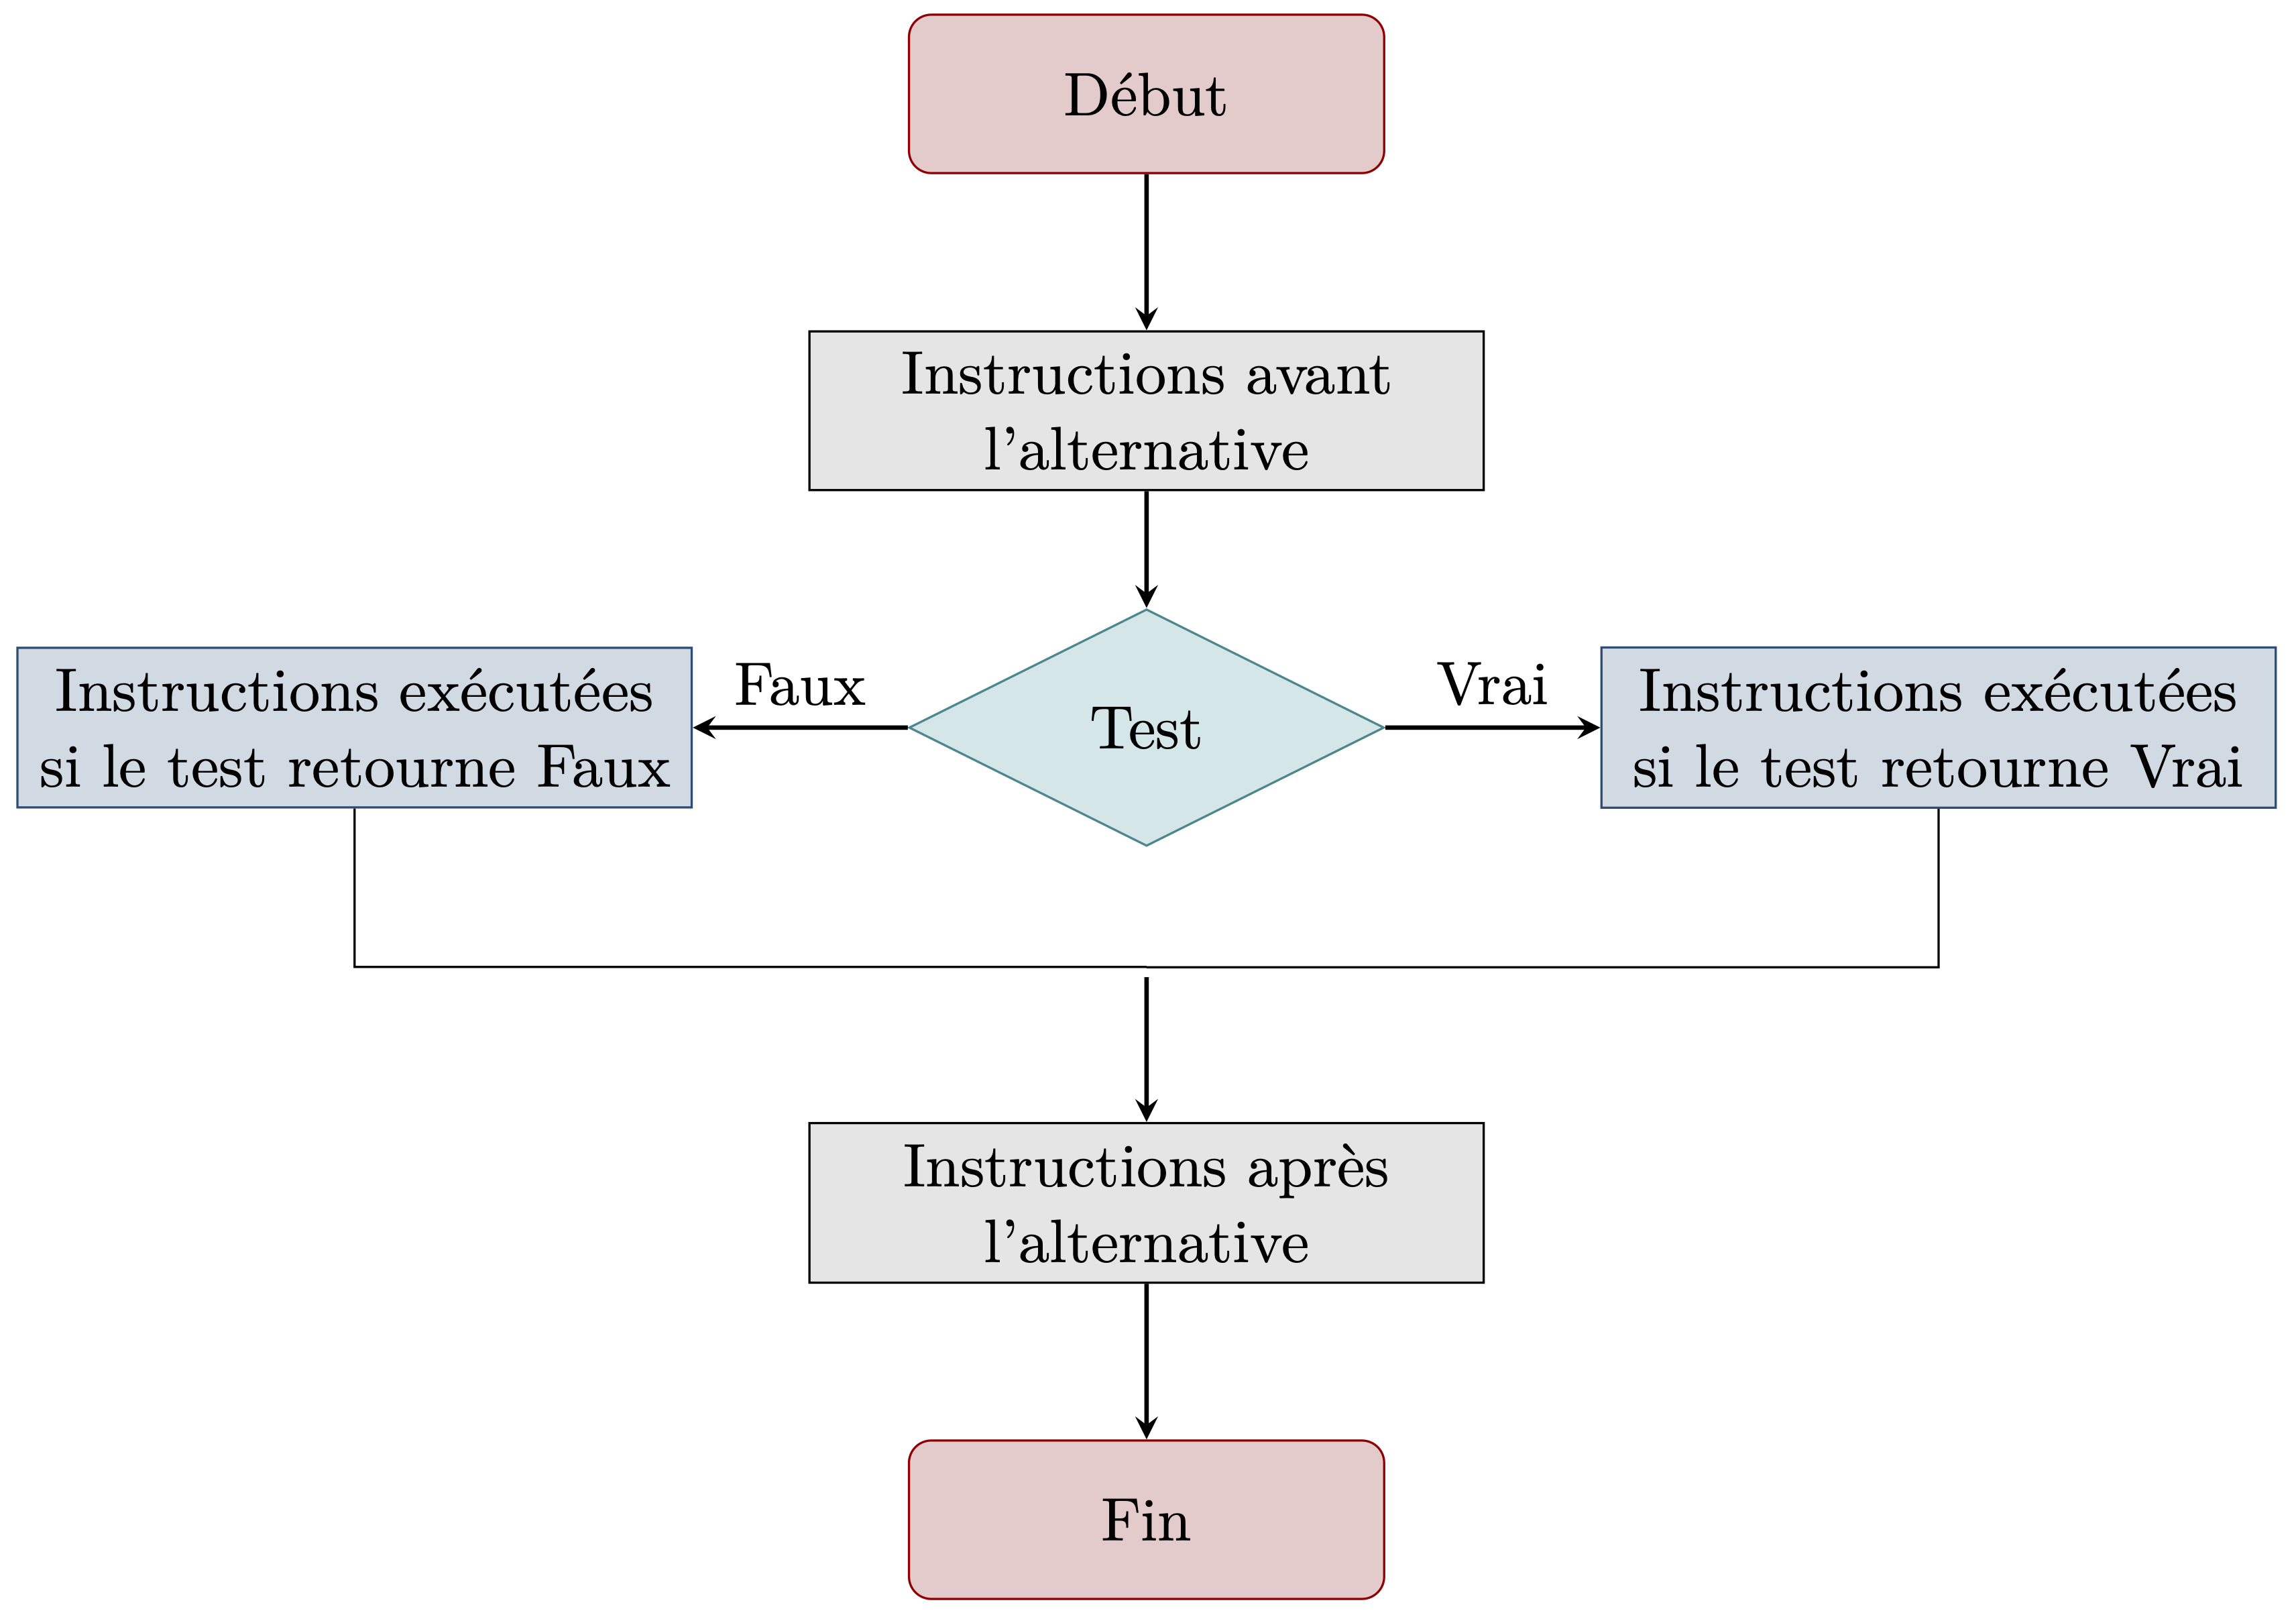 Début
Instructions avant
l'alternative
Faux
Vrai
Instructions exécutées
si le test retourne Faux
Test
Instructions exécutées
si le test retourne Vrai
Instructions après
l'alternative
Fin